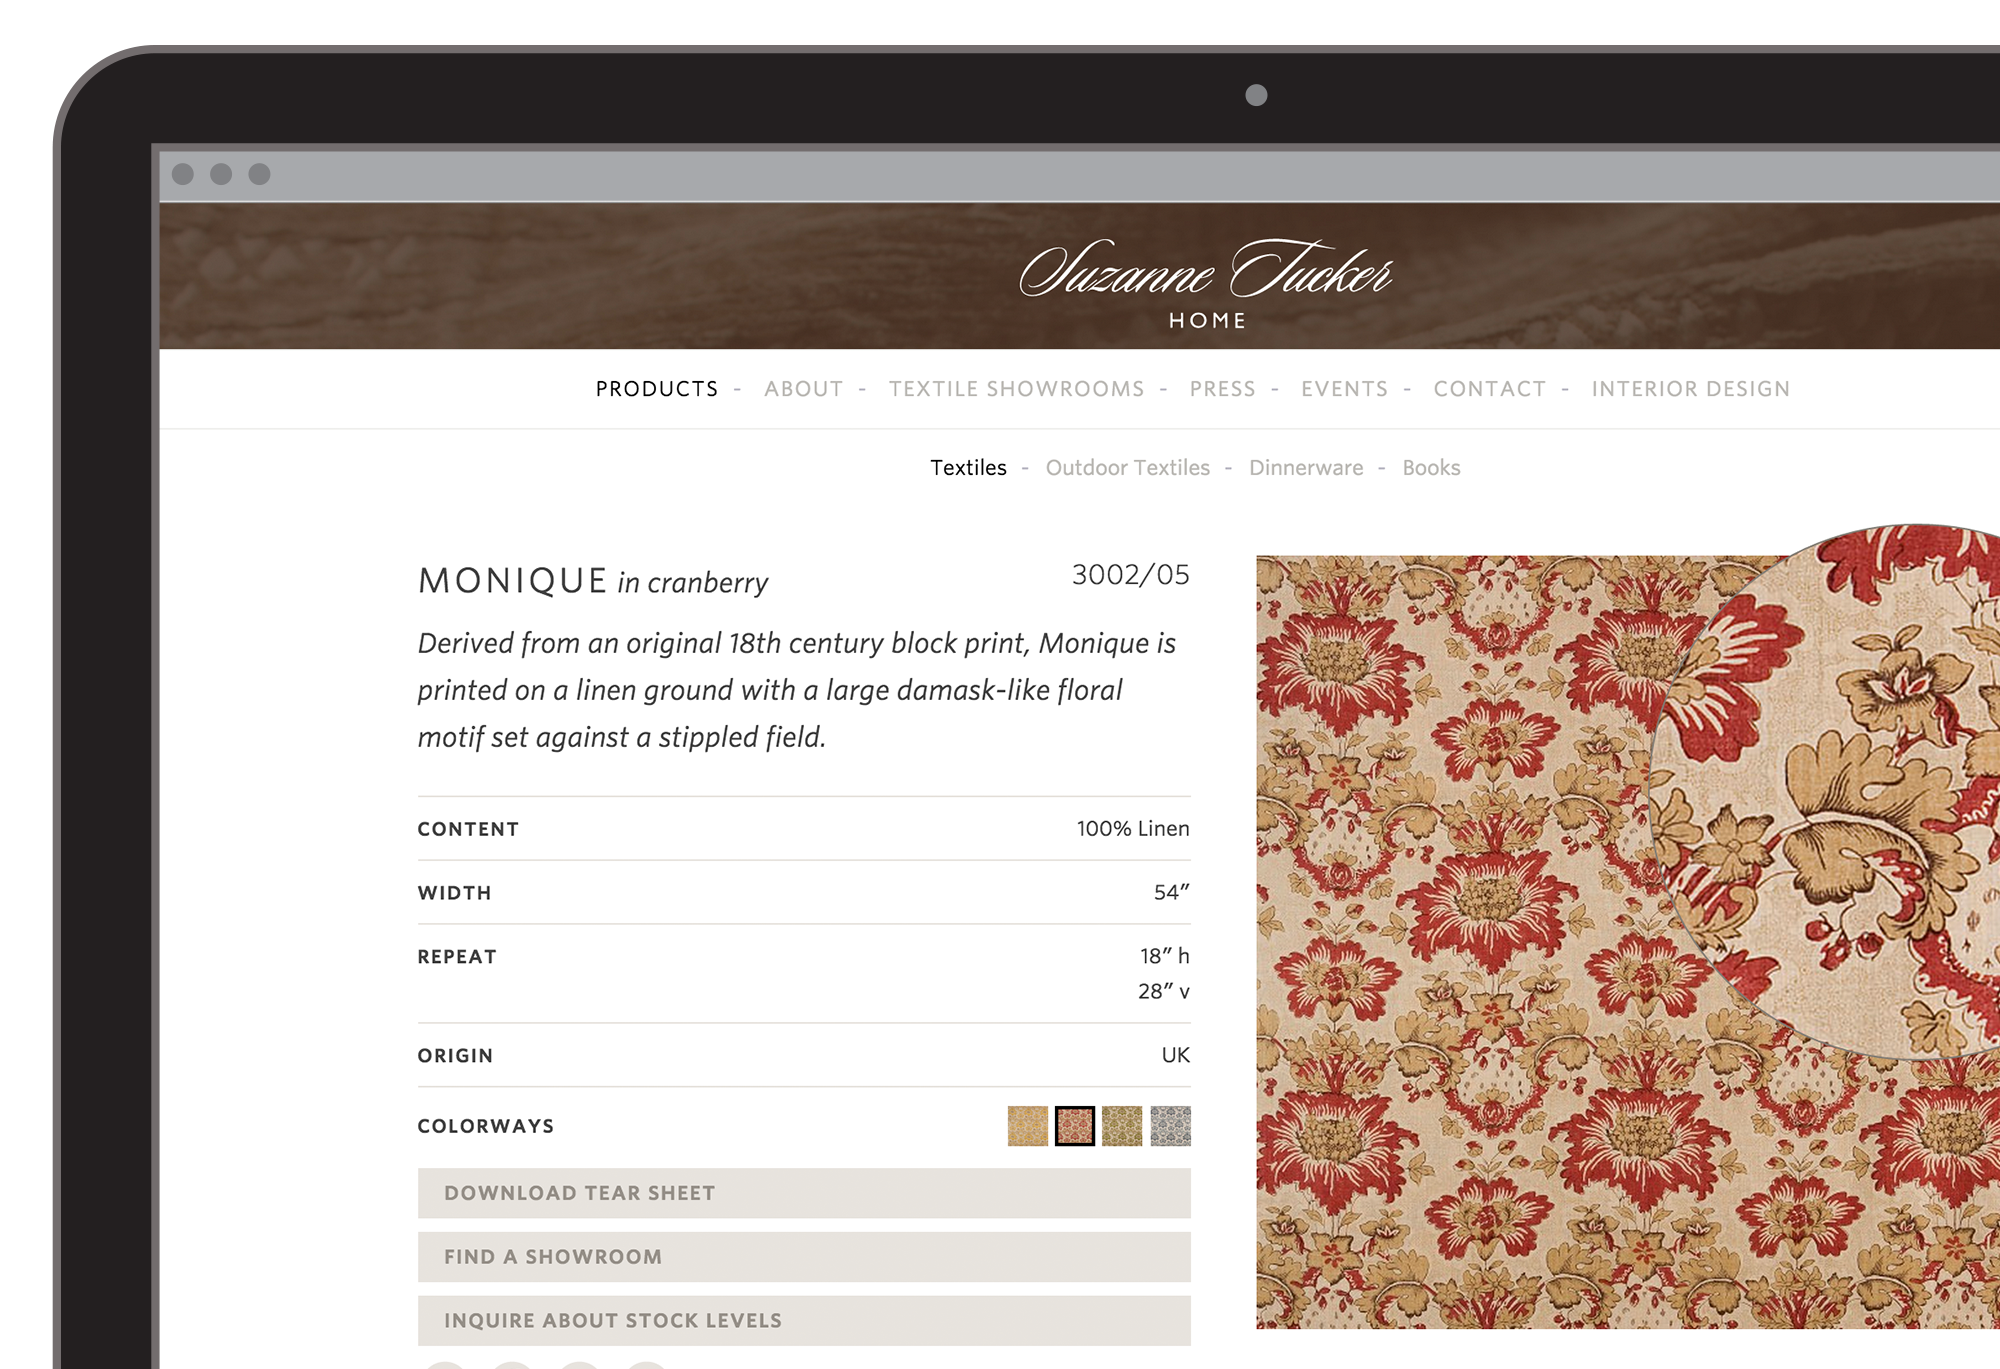 Suzanne Tucker
HOME
PRODUCTS - ABOUT - TEXTILE SHOWROOMS - PRESS - EVENTS - CONTACT - INTERIOR DESIGN
Textiles - Outdoor Textiles - Dinnerware - Books
MONIQUE in cranberry 3002/05
Derived from an original 18th century block print, Monique is
printed on a linen ground with a large damask-like floral
motif set against a stippled field.
CONTENT 100% Linen
WIDTH 54″
REPEAT 18″ h
28″ v
ORIGIN UK
COLORWAYS
DOWNLOAD TEAR SHEET
FIND A SHOWROOM
INQUIRE ABOUT STOCK LEVELS